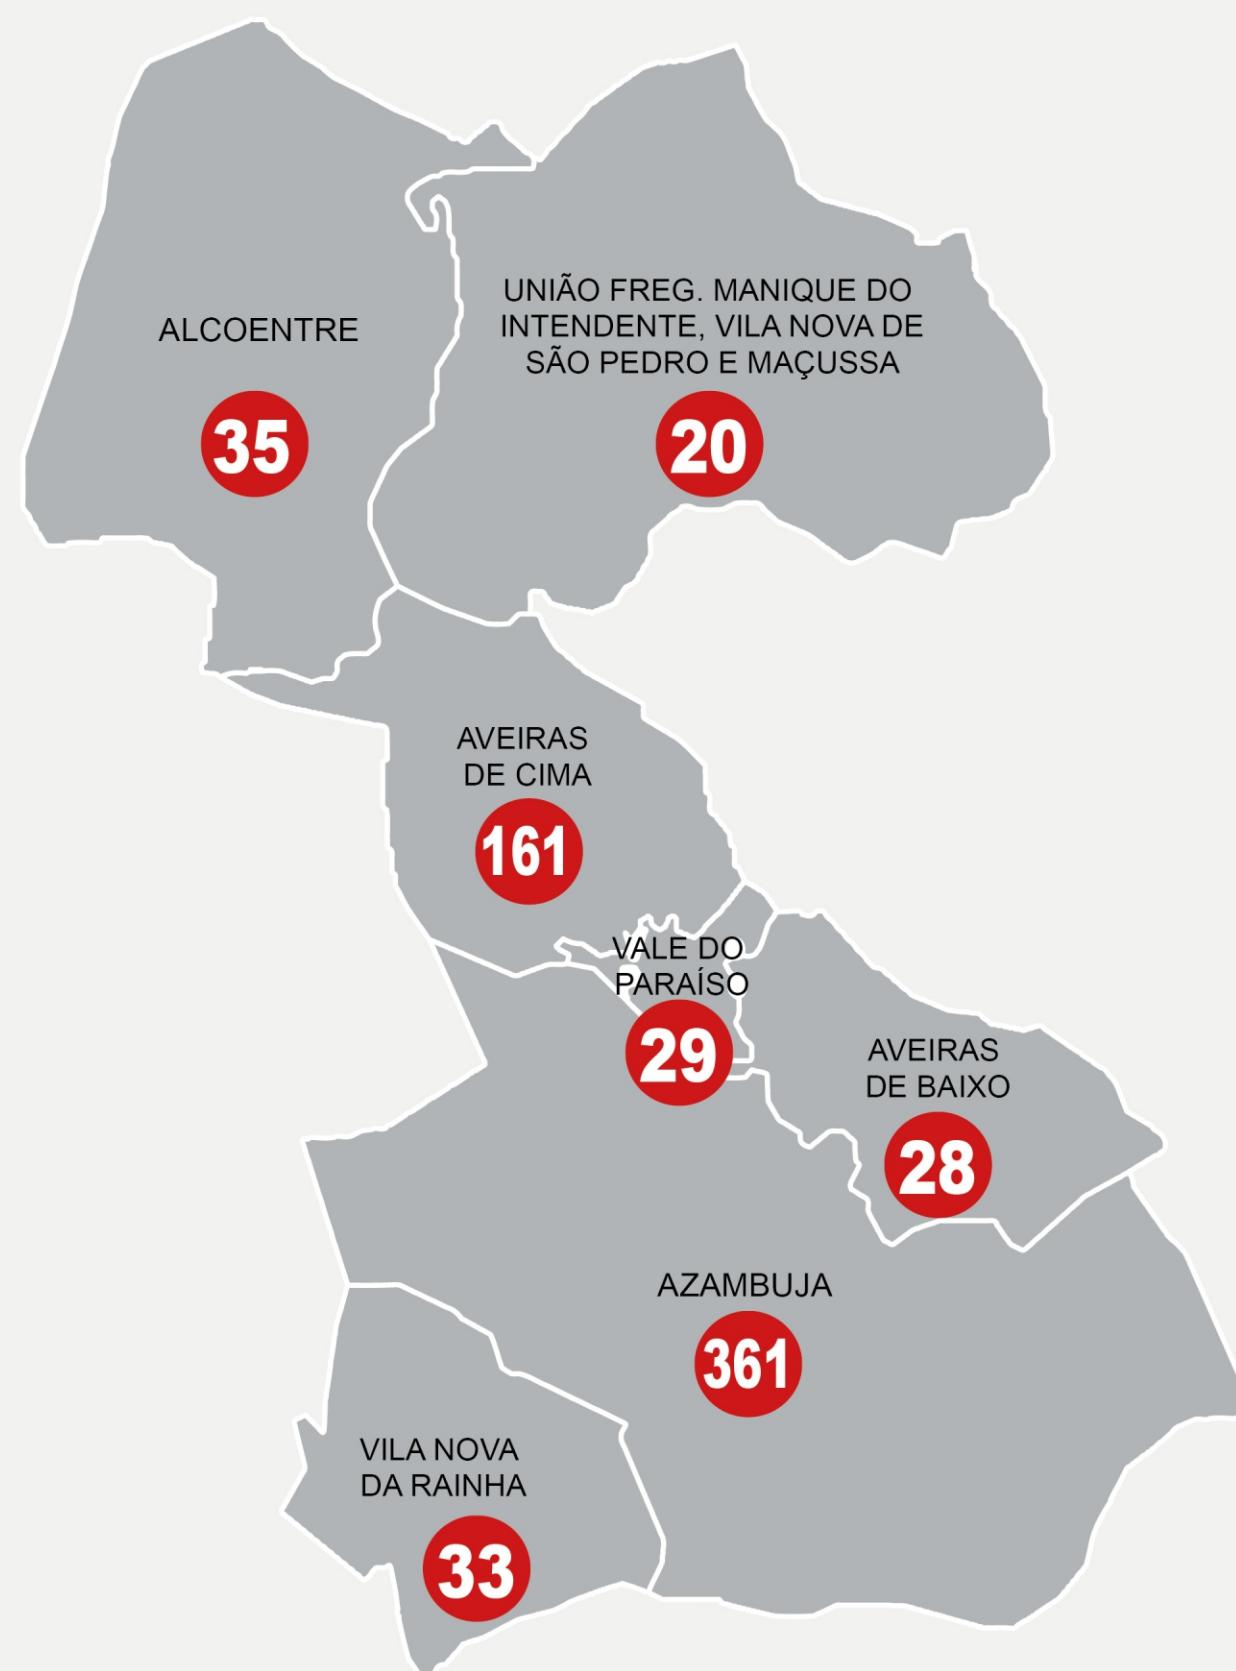 ALCOENTRE
35
UNIÃO FREG. MANIQUE DO
INTENDENTE, VILA NOVA DE
SÃO PEDRO E MAÇUSSA
20
AVEIRAS
DE CIMA
161
VALE DO
PARAÍSO
29
AVEIRAS
DE BAIXO
28
AZAMBUJA
361
VILA NOVA
DA RAINHA
33